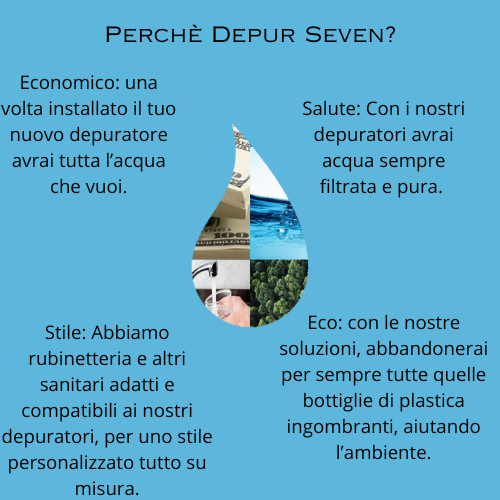 PERCHÈ DEPUR SEVEN?
Economico: una
volta installato il tuo
nuovo depuratore
avrai tutta l’acqua
che vuoi.
Salute: Con i nostri
depuratori avrai
acqua sempre
filtrata e pura.
100
Stile: Abbiamo
rubinetteria e altri
sanitari adatti e
compatibili ai nostri
depuratori, per uno stile
personalizzato tutto su
misura.
Eco: con le nostre
soluzioni, abbandonerai
per sempre tutte quelle
bottiglie di plastica
ingombranti, aiutando
l’ambiente.